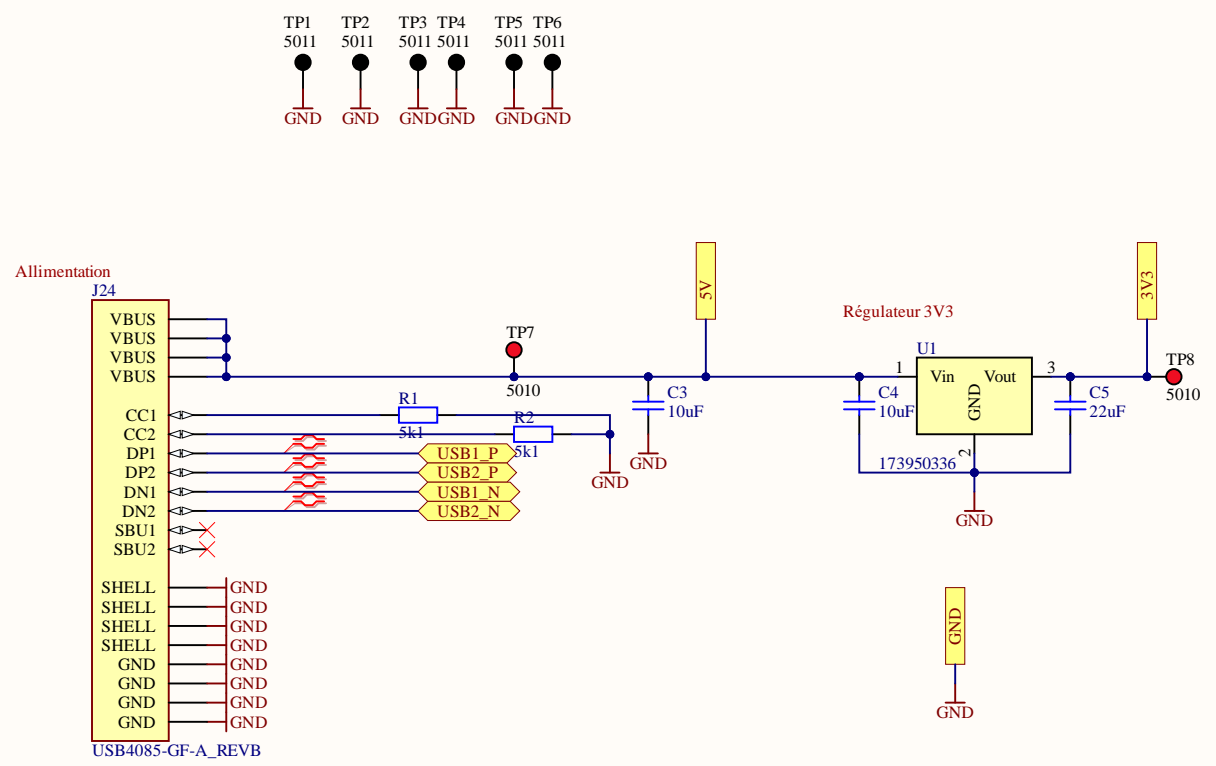 TP1 TP2 TP3 TP4 TP5 TP6
5011 5011 5011 5011 5011 5011
GND GND GND GND GND GND
Allimentation
J24
5V
3V3
Régulateur 3V3
VBUS
VBUS
VBUS
VBUS
TP7
5010
U1
1 Vin Vout 3
GND
2
TP8
5010
C3
10uF
GND
C4
10uF
C5
22uF
173950336
GND
CC1
R1
5k1
CC2
R2
5k1
GND
DP1 USB1_P
DP2 USB2_P
DN1 USB1_N
DN2 USB2_N
SBU1
SBU2
SHELL GND
SHELL GND
SHELL GND
SHELL GND
GND GND
GND GND
GND GND
GND GND
USB4085-GF-A_REVB
GND
GND